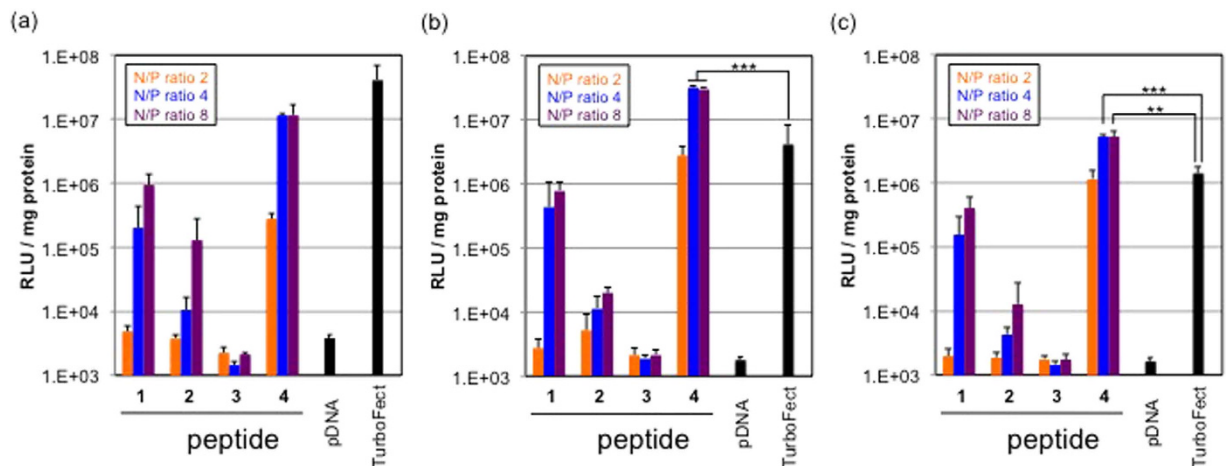 (a)
1.E+08
1.E+07
1.E+06
1.E+05
1.E+04
1.E+03
RLU / mg protein
N/P ratio 2
N/P ratio 4
N/P ratio 8
1 2 3 4
peptide
pDNA
TurboFect
(b)
1.E+08
1.E+07
1.E+06
1.E+05
1.E+04
1.E+03
RLU / mg protein
N/P ratio 2
N/P ratio 4
N/P ratio 8
***
1 2 3 4
peptide
pDNA
TurboFect
(c)
1.E+08
1.E+07
1.E+06
1.E+05
1.E+04
1.E+03
RLU / mg protein
N/P ratio 2
N/P ratio 4
N/P ratio 8
***
**
1 2 3 4
peptide
pDNA
TurboFect